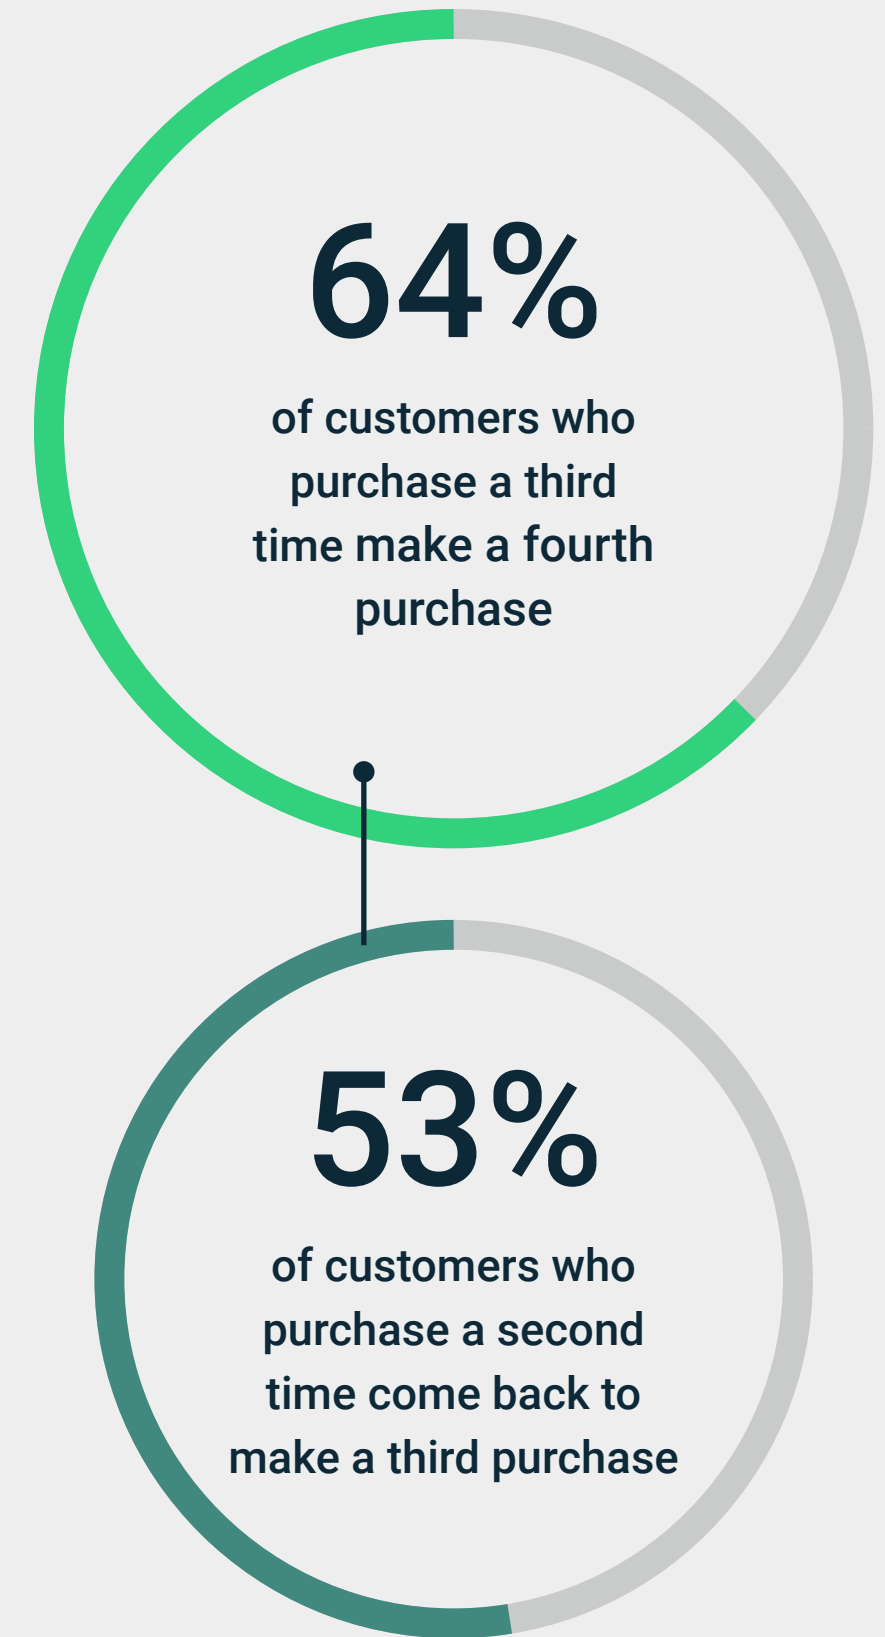 64%
of customers who
purchase a third
time make a fourth
purchase
53%
of customers who
purchase a second
time come back to
make a third purchase